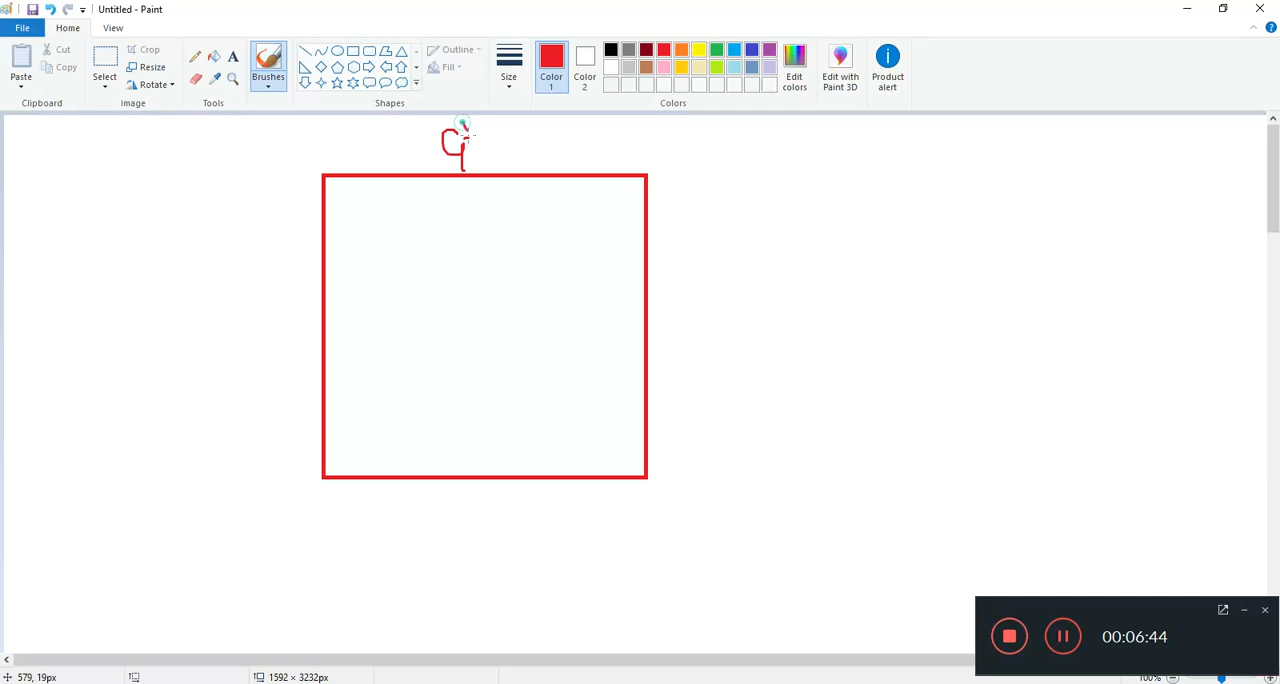 Untitled - Paint
File Home View
Paste
Cut
Copy
Clipboard
Select
Crop
Resize
Rotate
Image
Tools
Brushes
Shapes
Outline
Fill
Size
Color 1
Color 2
Colors
Edit colors
Edit with Paint 3D
Product alert
00:06:44
579, 19px
1592 × 3232px
100%